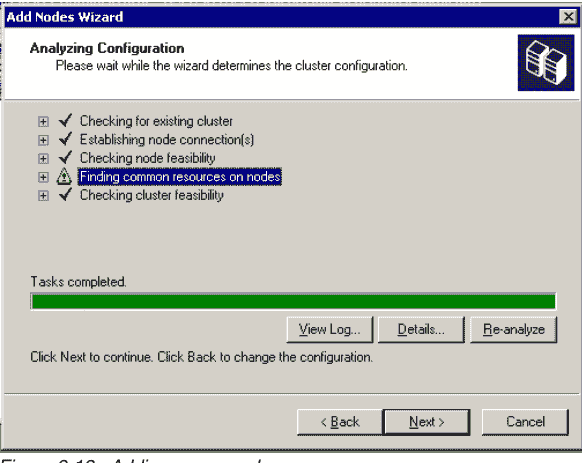 Add Nodes Wizard
Analyzing Configuration
Please wait while the wizard determines the cluster configuration.
Checking for existing cluster
Establishing node connection(s)
Checking node feasibility
Finding common resources on nodes
Checking cluster feasibility
Tasks completed.
View Log... Details... Re-analyze
Click Next to continue. Click Back to change the configuration.
< Back Next > Cancel